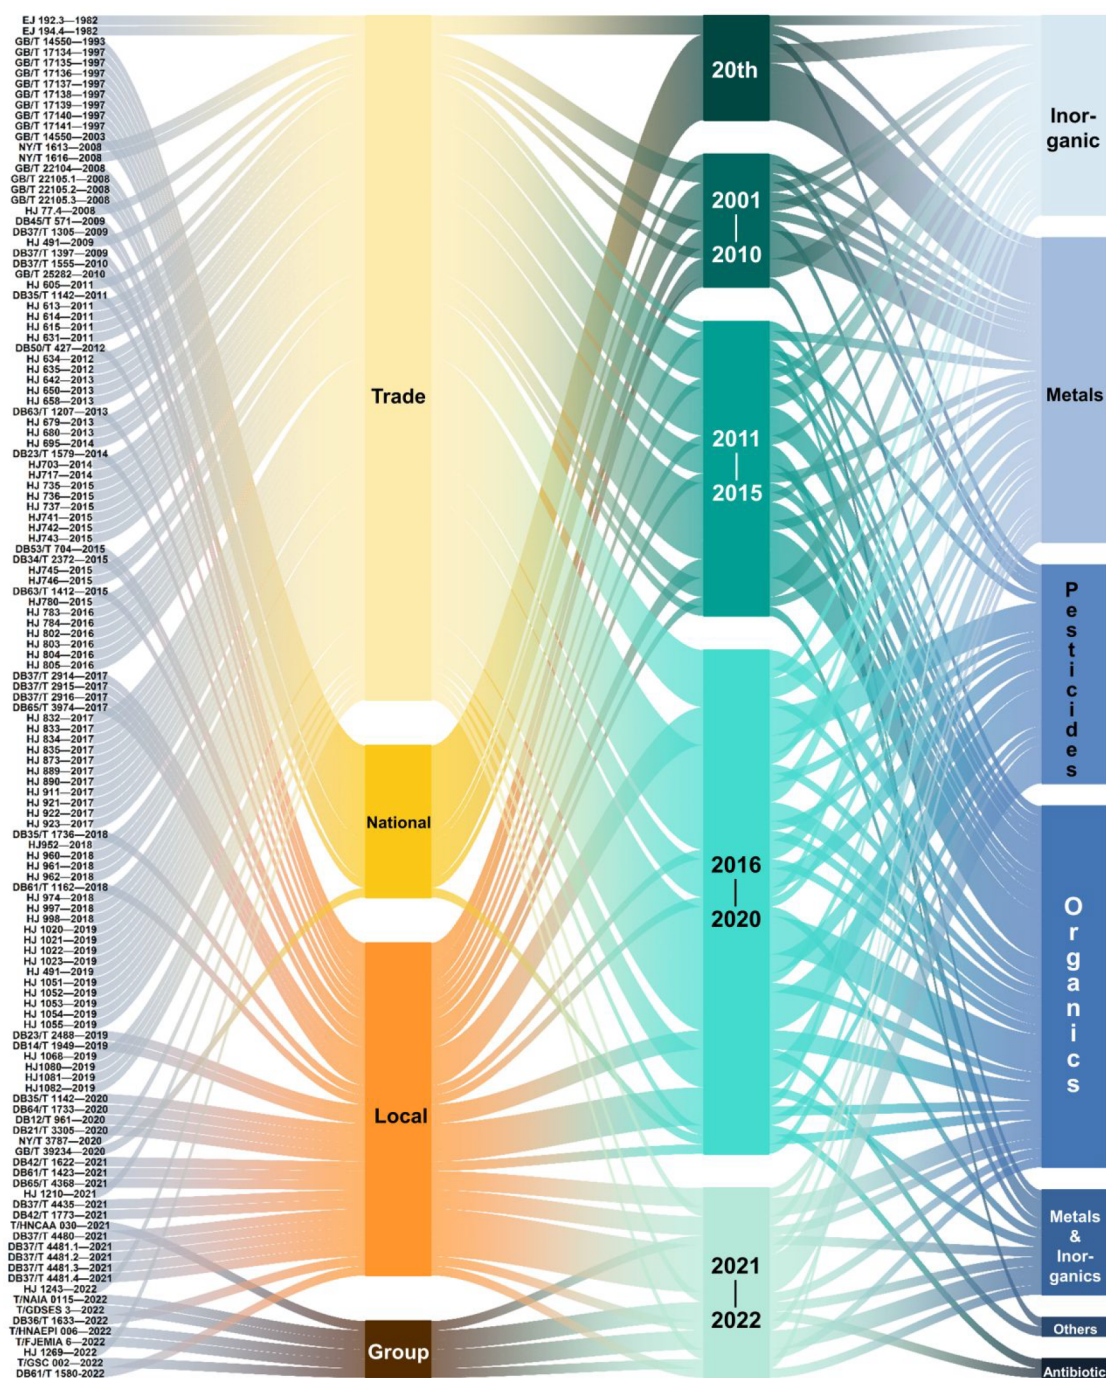 EJ 192.3—1982
EJ 194.4—1982
GB/T 14550—1993
GB/T 17134—1997
GB/T 17135—1997
GB/T 17136—1997
GB/T 17137—1997
GB/T 17138—1997
GB/T 17139—1997
GB/T 17140—1997
GB/T 17141—1997
GB/T 14550—2003
NY/T 1613—2008
NY/T 1616—2008
GB/T 22104—2008
GB/T 22105.1—2008
GB/T 22105.2—2008
GB/T 22105.3—2008
HJ 77.4—2008
DB45/T 571—2009
DB37/T 1305—2009
HJ 491—2009
DB37/T 1397—2009
DB37/T 1555—2010
GB/T 25282—2010
HJ 605—2011
DB35/T 1142—2011
HJ 613—2011
HJ 614—2011
HJ 615—2011
HJ 631—2011
DB50/T 427—2012
HJ 634—2012
HJ 635—2012
HJ 642—2013
HJ 650—2013
HJ 658—2013
DB63/T 1207—2013
HJ 679—2013
HJ 680—2013
HJ 695—2014
DB23/T 1579—2014
HJ703—2014
HJ717—2014
HJ 735—2015
HJ 736—2015
HJ 737—2015
HJ741—2015
HJ742—2015
HJ743—2015
DB53/T 704—2015
DB34/T 2372—2015
HJ745—2015
HJ746—2015
DB63/T 1412—2015
HJ780—2015
HJ 783—2016
HJ 784—2016
HJ 802—2016
HJ 803—2016
HJ 804—2016
HJ 805—2016
DB37/T 2914—2017
DB37/T 2915—2017
DB37/T 2916—2017
DB65/T 3974—2017
HJ 832—2017
HJ 833—2017
HJ 834—2017
HJ 835—2017
HJ 873—2017
HJ 889—2017
HJ 890—2017
HJ 911—2017
HJ 921—2017
HJ 922—2017
HJ 923—2017
DB35/T 1736—2018
HJ952—2018
HJ 960—2018
HJ 961—2018
HJ 962—2018
DB61/T 1162—2018
HJ 974—2018
HJ 997—2018
HJ 998—2018
HJ 1020—2019
HJ 1021—2019
HJ 1022—2019
HJ 1023—2019
HJ 491—2019
HJ 1051—2019
HJ 1052—2019
HJ 1053—2019
HJ 1054—2019
HJ 1055—2019
DB23/T 2488—2019
DB14/T 1949—2019
HJ 1068—2019
HJ1080—2019
HJ1081—2019
HJ1082—2019
DB35/T 1142—2020
DB64/T 1733—2020
DB12/T 961—2020
DB21/T 3305—2020
NY/T 3787—2020
GB/T 39234—2020
DB42/T 1622—2021
DB61/T 1423—2021
DB65/T 4368—2021
HJ 1210—2021
DB37/T 4435—2021
DB42/T 1773—2021
T/HNCAA 030—2021
DB37/T 4480—2021
DB37/T 4481.1—2021
DB37/T 4481.2—2021
DB37/T 4481.3—2021
DB37/T 4481.4—2021
HJ 1243—2022
T/NAIA 0115—2022
T/GDSES 3—2022
DB36/T 1633—2022
T/HNAEPI 006—2022
T/FJEMIA 6—2022
HJ 1269—2022
T/GSC 002—2022
DB61/T 1580-2022
Trade
National
Local
Group
20th
2001
|
2010
2011
|
2015
2016
|
2020
2021
|
2022
Inor-
ganic
Metals
Pesticides
Organics
Metals
&
Inor-
ganics
Others
Antibiotic